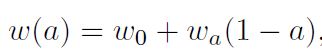 w(a) = w₀ + wₐ(1 − a),